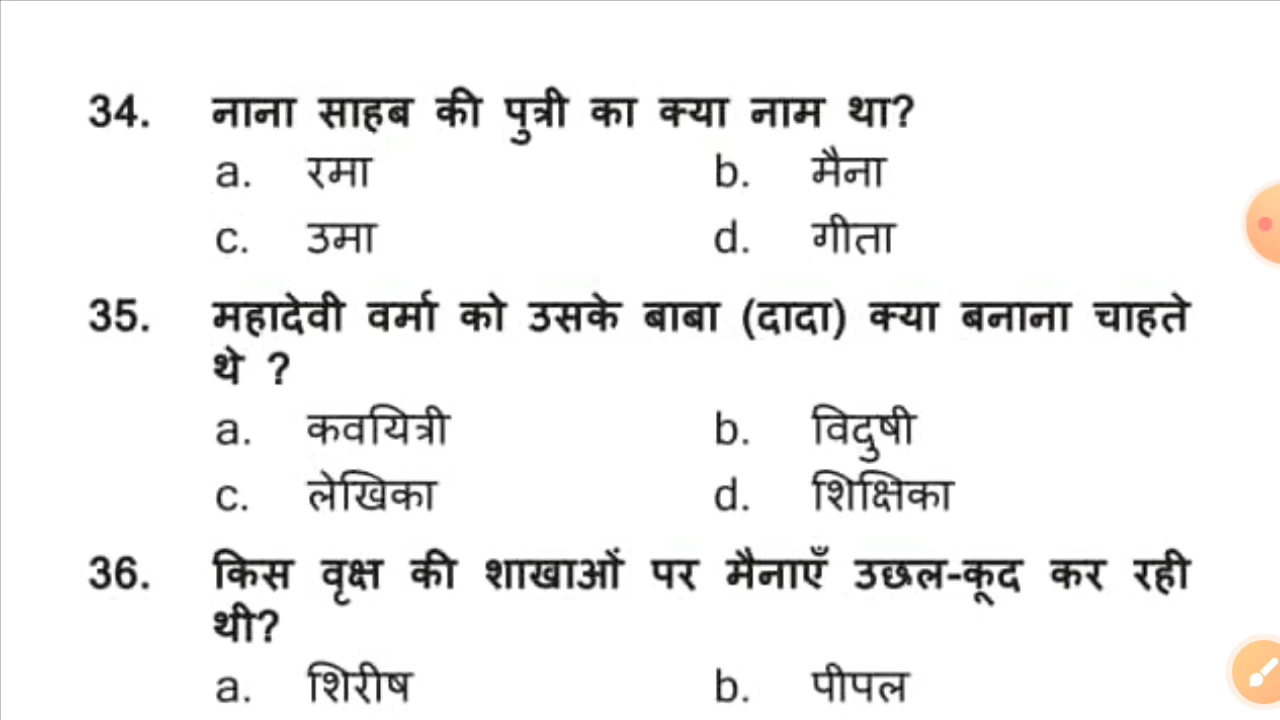 34. नाना साहब की पुत्री का क्या नाम था?
a. रमा b. मैना
c. उमा d. गीता
35. महादेवी वर्मा को उसके बाबा (दादा) क्या बनाना चाहते
थे ?
a. कवयित्री b. विदुषी
c. लेखिका d. शिक्षिका
36. किस वृक्ष की शाखाओं पर मैनाएँ उछल-कूद कर रही
थी?
a. शिरीष b. पीपल